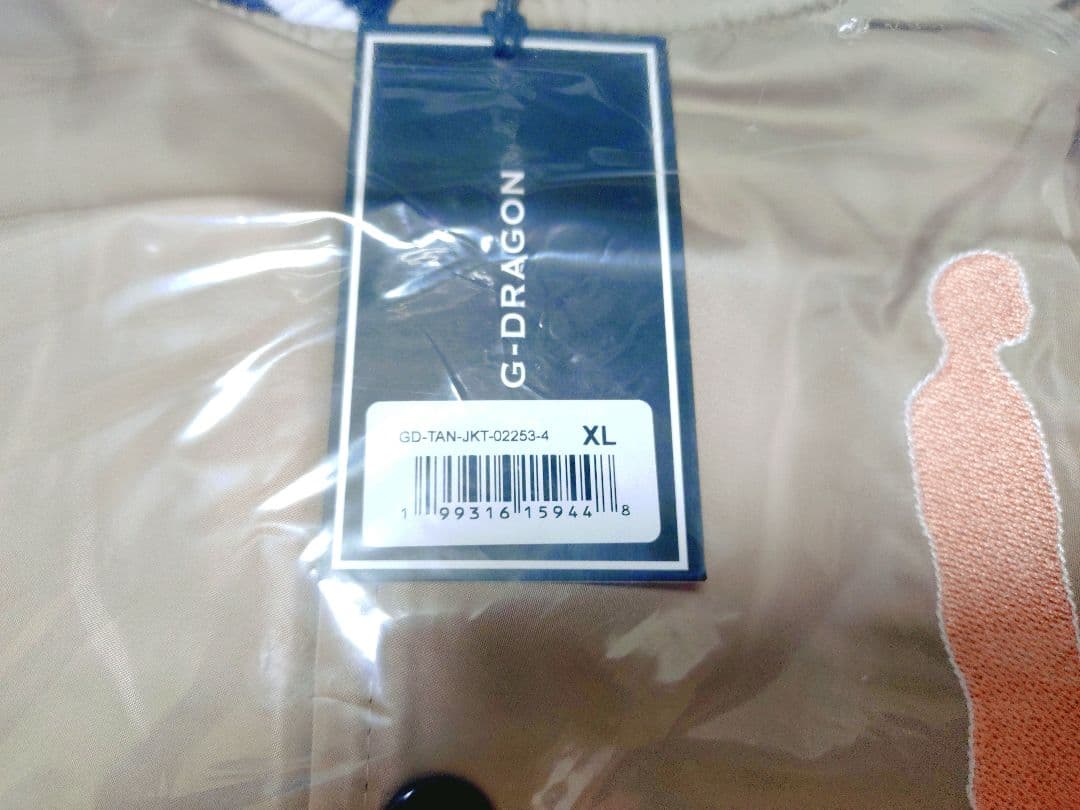 G-DRAGON
GD-TAN-JKT-02253-4 XL
1 99316 15944 8